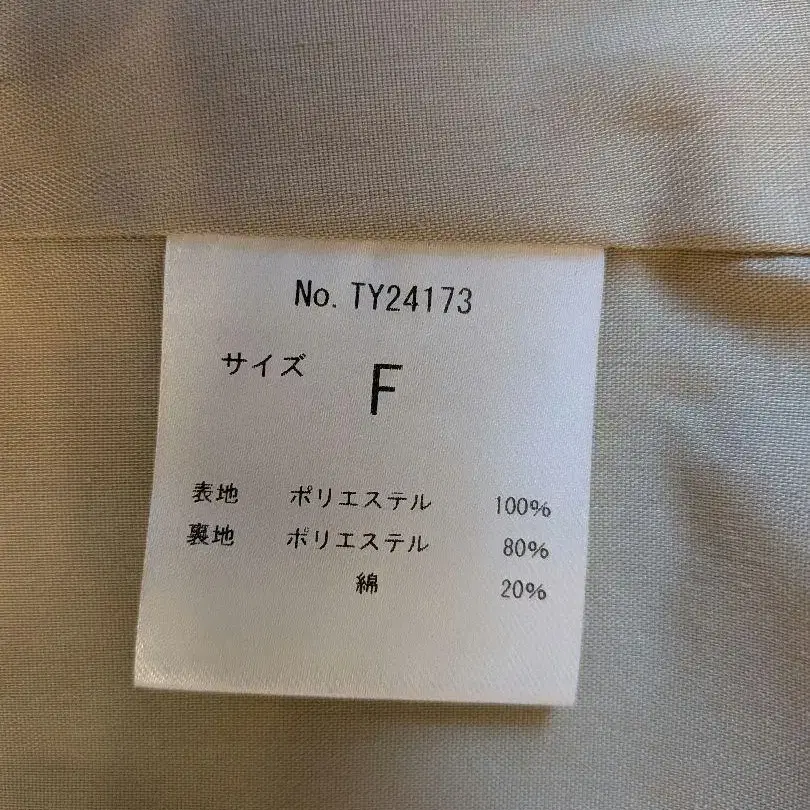 No. TY24173
サイズ F
表地 ポリエステル 100%
裏地 ポリエステル 80%
綿 20%